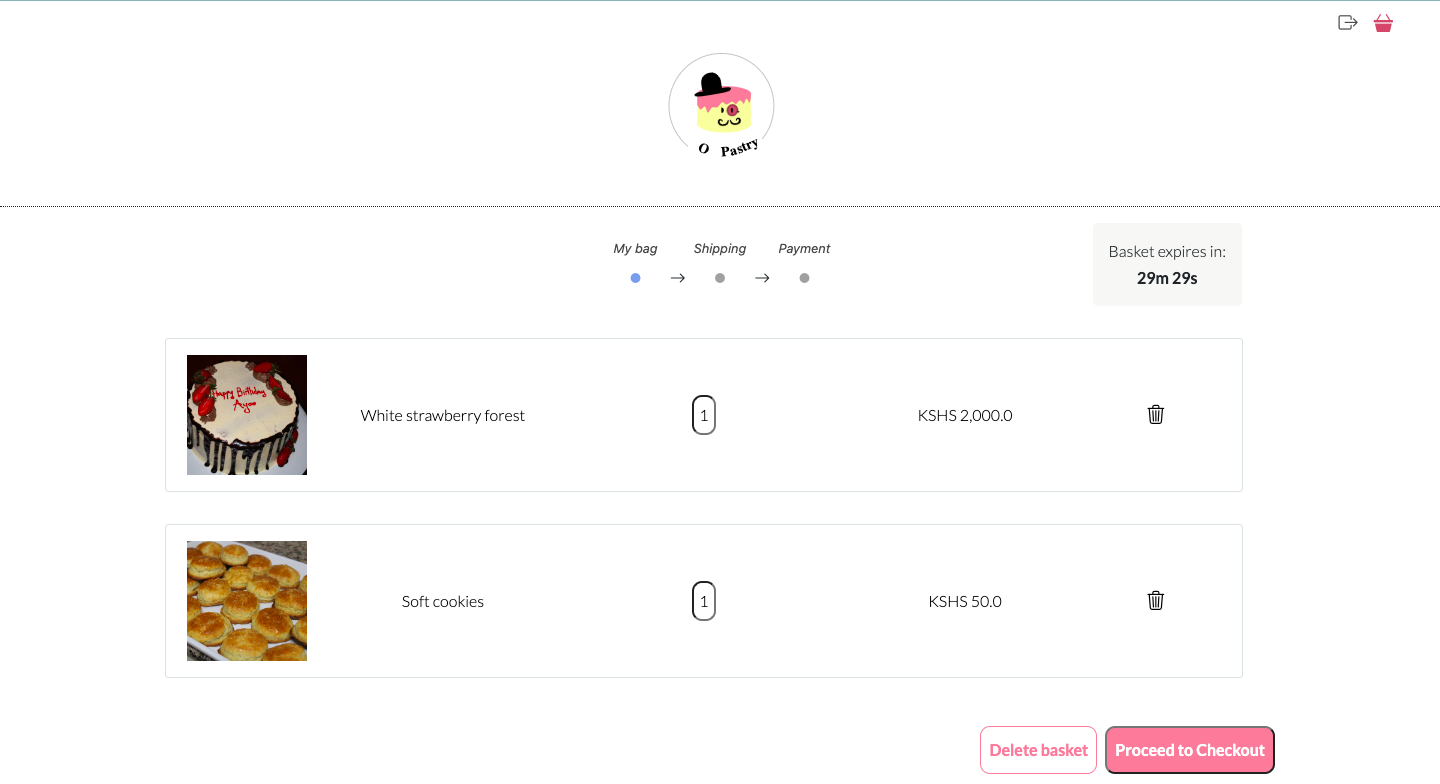 O Pastry
My bag Shipping Payment
Basket expires in:
29m 29s
Happy Birthday
Ayoo
White strawberry forest 1 KSHS 2,000.0
Soft cookies 1 KSHS 50.0
Delete basket Proceed to Checkout